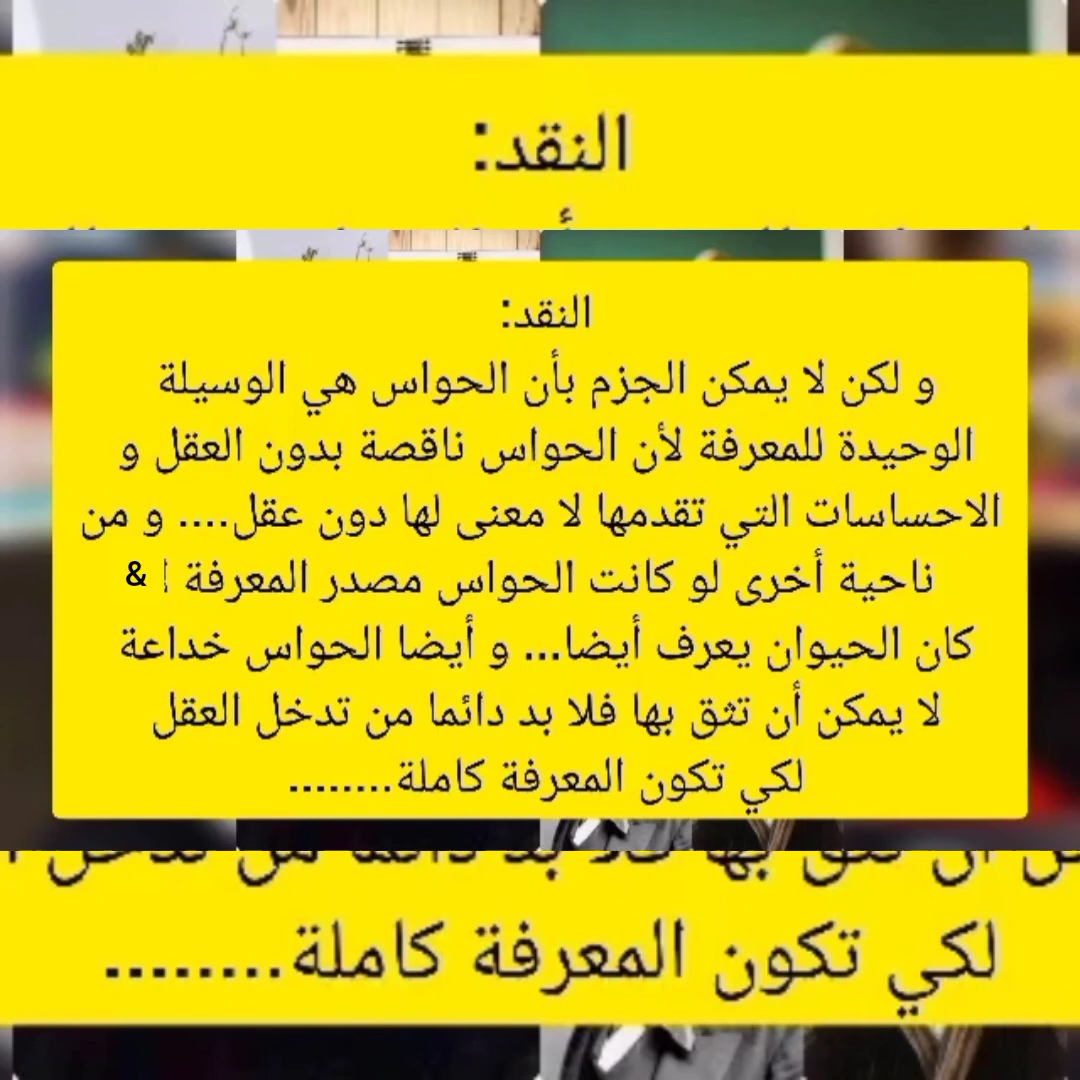 النقد:
النقد:
و لكن لا يمكن الجزم بأن الحواس هي الوسيلة
الوحيدة للمعرفة لأن الحواس ناقصة بدون العقل و
الاحساسات التي تقدمها لا معنى لها دون عقل.... و من
ناحية أخرى لو كانت الحواس مصدر المعرفة &
كان الحيوان يعرف أيضا... و أيضا الحواس خداعة
لا يمكن أن تثق بها فلا بد دائما من تدخل العقل
لكي تكون المعرفة كاملة........
لكي تكون المعرفة كاملة........